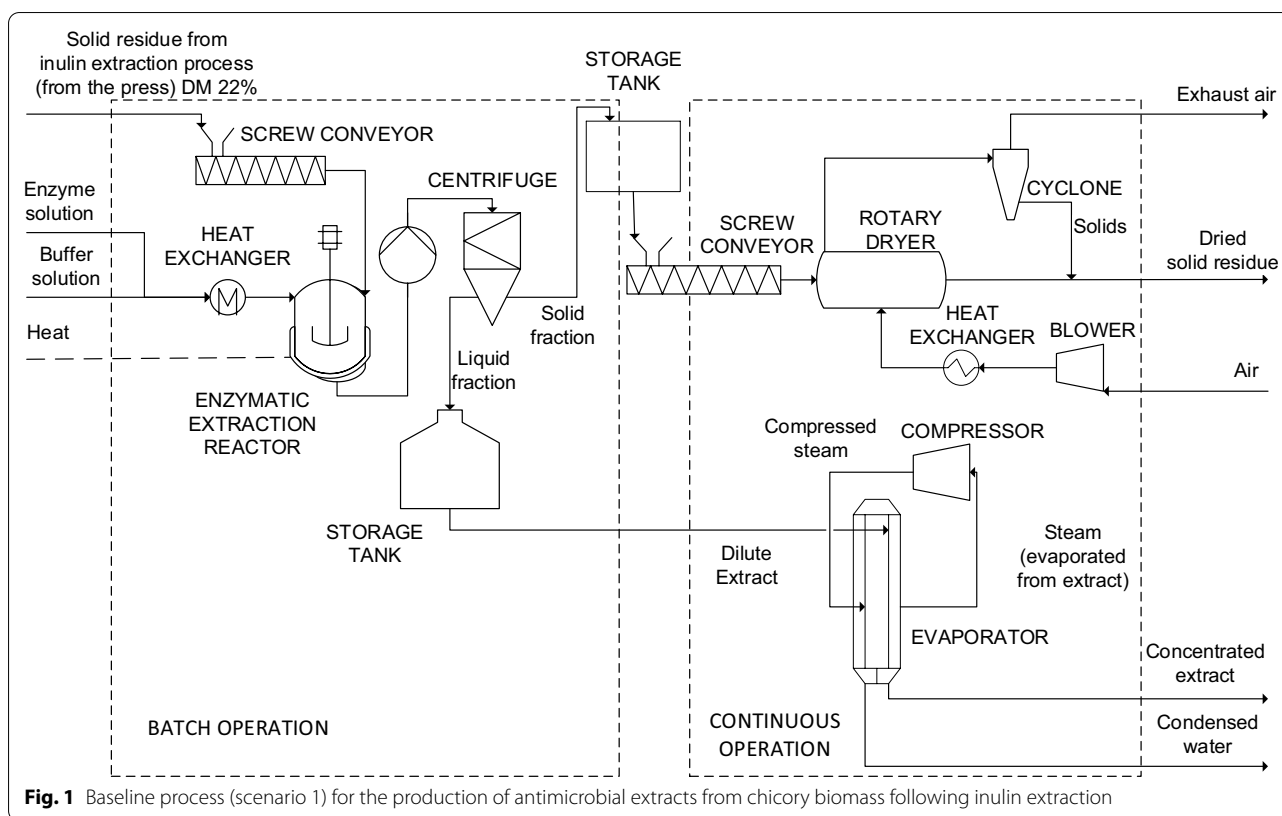 Solid residue from
inulin extraction process
(from the press) DM 22%
SCREW CONVEYOR
Enzyme
solution
Buffer
solution
Heat
HEAT
EXCHANGER
ENZYMATIC
EXTRACTION
REACTOR
CENTRIFUGE
Solid
fraction
Liquid
fraction
STORAGE
TANK
BATCH OPERATION
STORAGE
TANK
SCREW
CONVEYOR
ROTARY
DRYER
CYCLONE
Solids
Exhaust air
Dried
solid residue
HEAT
EXCHANGER
BLOWER
Air
Compressed
steam
COMPRESSOR
Dilute
Extract
Steam
(evaporated
from extract)
EVAPORATOR
Concentrated
extract
Condensed
water
CONTINUOUS
OPERATION
Fig. 1 Baseline process (scenario 1) for the production of antimicrobial extracts from chicory biomass following inulin extraction